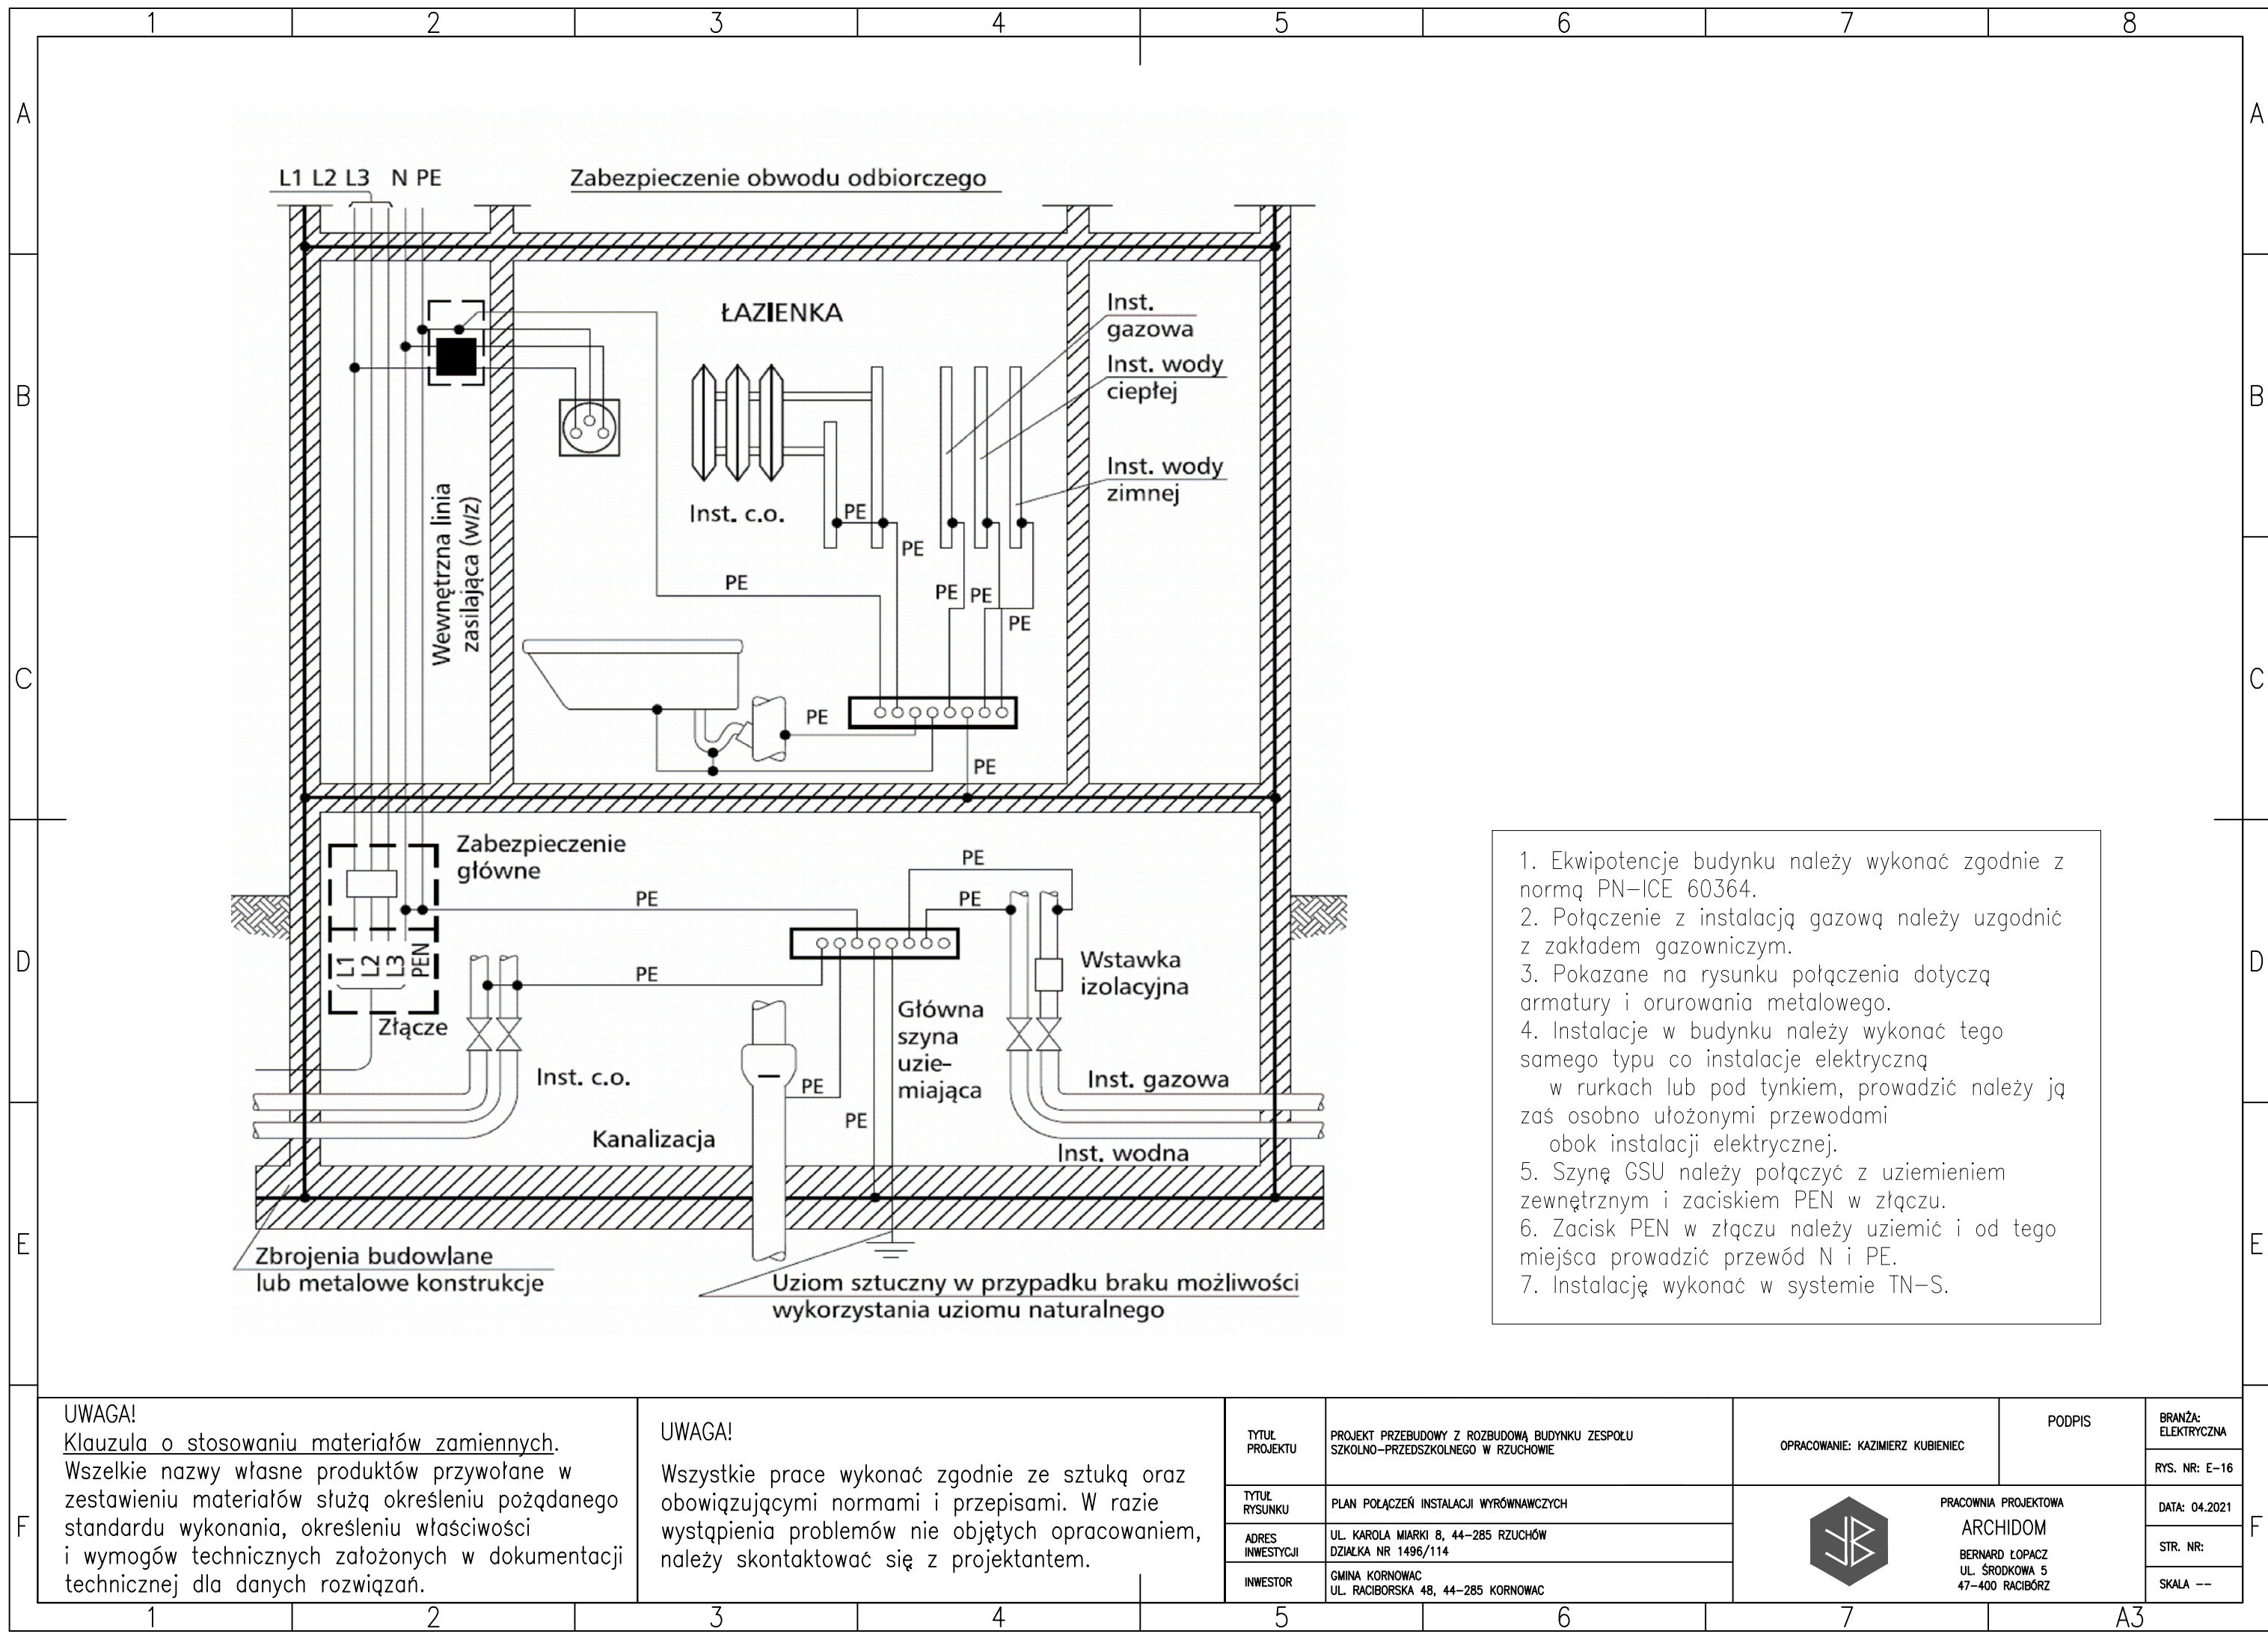 1 2 3 4 5 6 7 8
A A
L1 L2 L3 N PE
Zabezpieczenie obwodu odbiorczego
B B
ŁAZIENKA
Inst.
gazowa
Inst. wody
ciepłej
Inst. wody
zimnej
Inst. c.o.
PE
PE
PE
PE PE
PE
Wewnętrzna linia
zasilająca (w/z)
C C
PE
PE
Zabezpieczenie
główne
PE
PE
PE
D D
L1 L2 L3 PEN
Złącze
PE
Wstawka
izolacyjna
Główna
szyna
uzie-
miająca
Inst. c.o.
PE
PE
Inst. gazowa
Kanalizacja
Inst. wodna
E E
Zbrojenia budowlane
lub metalowe konstrukcje
Uziom sztuczny w przypadku braku możliwości
wykorzystania uziomu naturalnego
1. Ekwipotencje budynku należy wykonać zgodnie z
normą PN-ICE 60364.
2. Połączenie z instalacją gazową należy uzgodnić
z zakładem gazowniczym.
3. Pokazane na rysunku połączenia dotyczą
armatury i orurowania metalowego.
4. Instalacje w budynku należy wykonać tego
samego typu co instalacje elektryczną
w rurkach lub pod tynkiem, prowadzić należy ją
zaś osobno ułożonymi przewodami
obok instalacji elektrycznej.
5. Szynę GSU należy połączyć z uziemieniem
zewnętrznym i zaciskiem PEN w złączu.
6. Zacisk PEN w złączu należy uziemić i od tego
miejśca prowadzić przewód N i PE.
7. Instalację wykonać w systemie TN-S.
F F
UWAGA!
Klauzula o stosowaniu materiałów zamiennych.
Wszelkie nazwy własne produktów przywołane w
zestawieniu materiałów służą określeniu pożądanego
standardu wykonania, określeniu właściwości
i wymogów technicznych założonych w dokumentacji
technicznej dla danych rozwiązań.
UWAGA!
Wszystkie prace wykonać zgodnie ze sztuką oraz
obowiązującymi normami i przepisami. W razie
wystąpienia problemów nie objętych opracowaniem,
należy skontaktować się z projektantem.
TYTUŁ
PROJEKTU
PROJEKT PRZEBUDOWY Z ROZBUDOWĄ BUDYNKU ZESPOŁU
SZKOLNO-PRZEDSZKOLNEGO W RZUCHOWIE
TYTUŁ
RYSUNKU
PLAN POŁĄCZEŃ INSTALACJI WYRÓWNAWCZYCH
ADRES
INWESTYCJI
UL. KAROLA MIARKI 8, 44-285 RZUCHÓW
DZIAŁKA NR 1496/114
INWESTOR
GMINA KORNOWAC
UL. RACIBORSKA 48, 44-285 KORNOWAC
OPRACOWANIE: KAZIMIERZ KUBIENIEC
PODPIS
PRACOWNIA PROJEKTOWA
ARCHIDOM
BERNARD ŁOPACZ
UL. ŚRODKOWA 5
47-400 RACIBÓRZ
BRANŻA:
ELEKTRYCZNA
RYS. NR: E-16
DATA: 04.2021
STR. NR:
SKALA --
1 2 3 4 5 6 7 A3